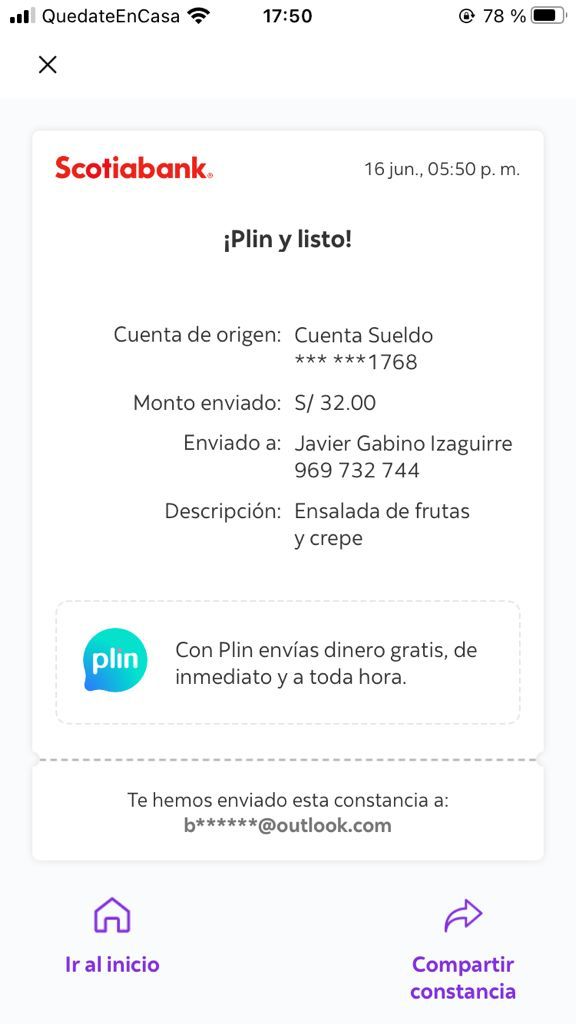 QuedateEnCasa 17:50 78 %
Scotiabank® 16 jun., 05:50 p. m.
¡Plin y listo!
Cuenta de origen: Cuenta Sueldo
*** ***1768
Monto enviado: S/ 32.00
Enviado a: Javier Gabino Izaguirre
969 732 744
Descripción: Ensalada de frutas
y crepe
plin
Con Plin envías dinero gratis, de
inmediato y a toda hora.
Te hemos enviado esta constancia a:
b******@outlook.com
Ir al inicio
Compartir
constancia